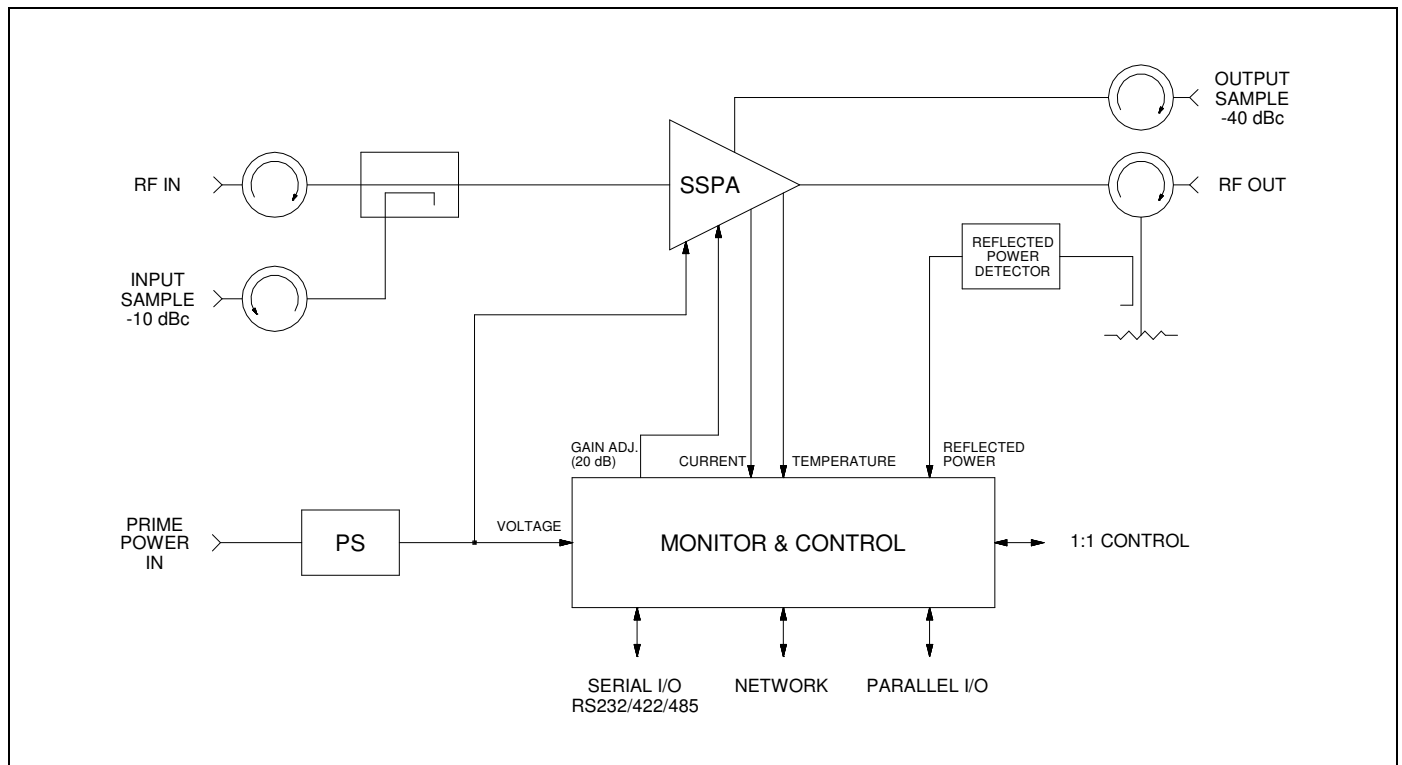 OUTPUT
SAMPLE
-40 dBc
RF IN
SSPA
RF OUT
REFLECTED
POWER
DETECTOR
INPUT
SAMPLE
-10 dBc
GAIN ADJ.
(20 dB)
CURRENT
TEMPERATURE
REFLECTED
POWER
PRIME
POWER
IN
PS
VOLTAGE
MONITOR & CONTROL
1:1 CONTROL
SERIAL I/O
RS232/422/485
NETWORK
PARALLEL I/O